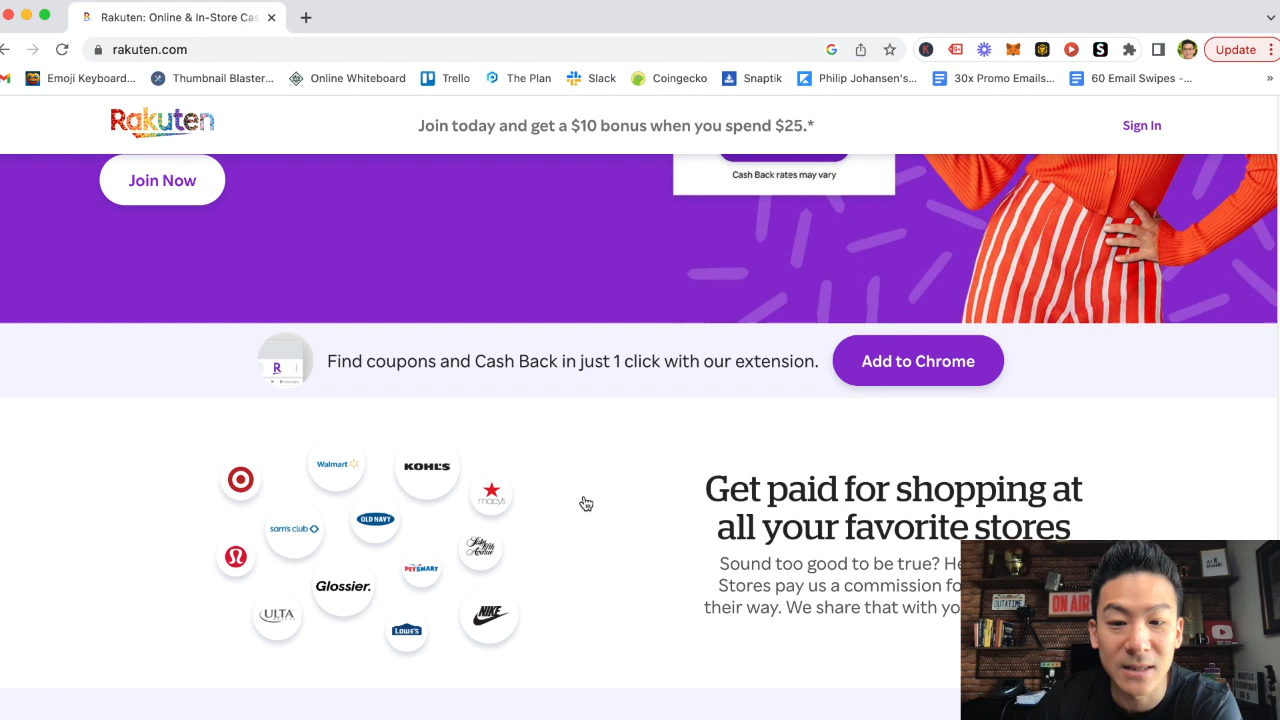 Rakuten: Online & In-Store Cas
rakuten.com
Update
Emoji Keyboard...
Thumbnail Blaster...
Online Whiteboard
Trello
The Plan
Slack
Coingecko
Snaptik
Philip Johansen's...
30x Promo Emails...
60 Email Swipes -...
Rakuten
Join today and get a $10 bonus when you spend $25.*
Sign In
Join Now
Cash Back rates may vary
R
Find coupons and Cash Back in just 1 click with our extension.
Add to Chrome
Walmart
KOHL'S
macy's
sam's club
OLD NAVY
Saks Fifth Avenue
PETSMART
Glossier.
ULTA
LOWE'S
NIKE
Get paid for shopping at
all your favorite stores
Sound too good to be true?
Stores pay us a commission
their way. We share that with
OUTATIME
ON AIR